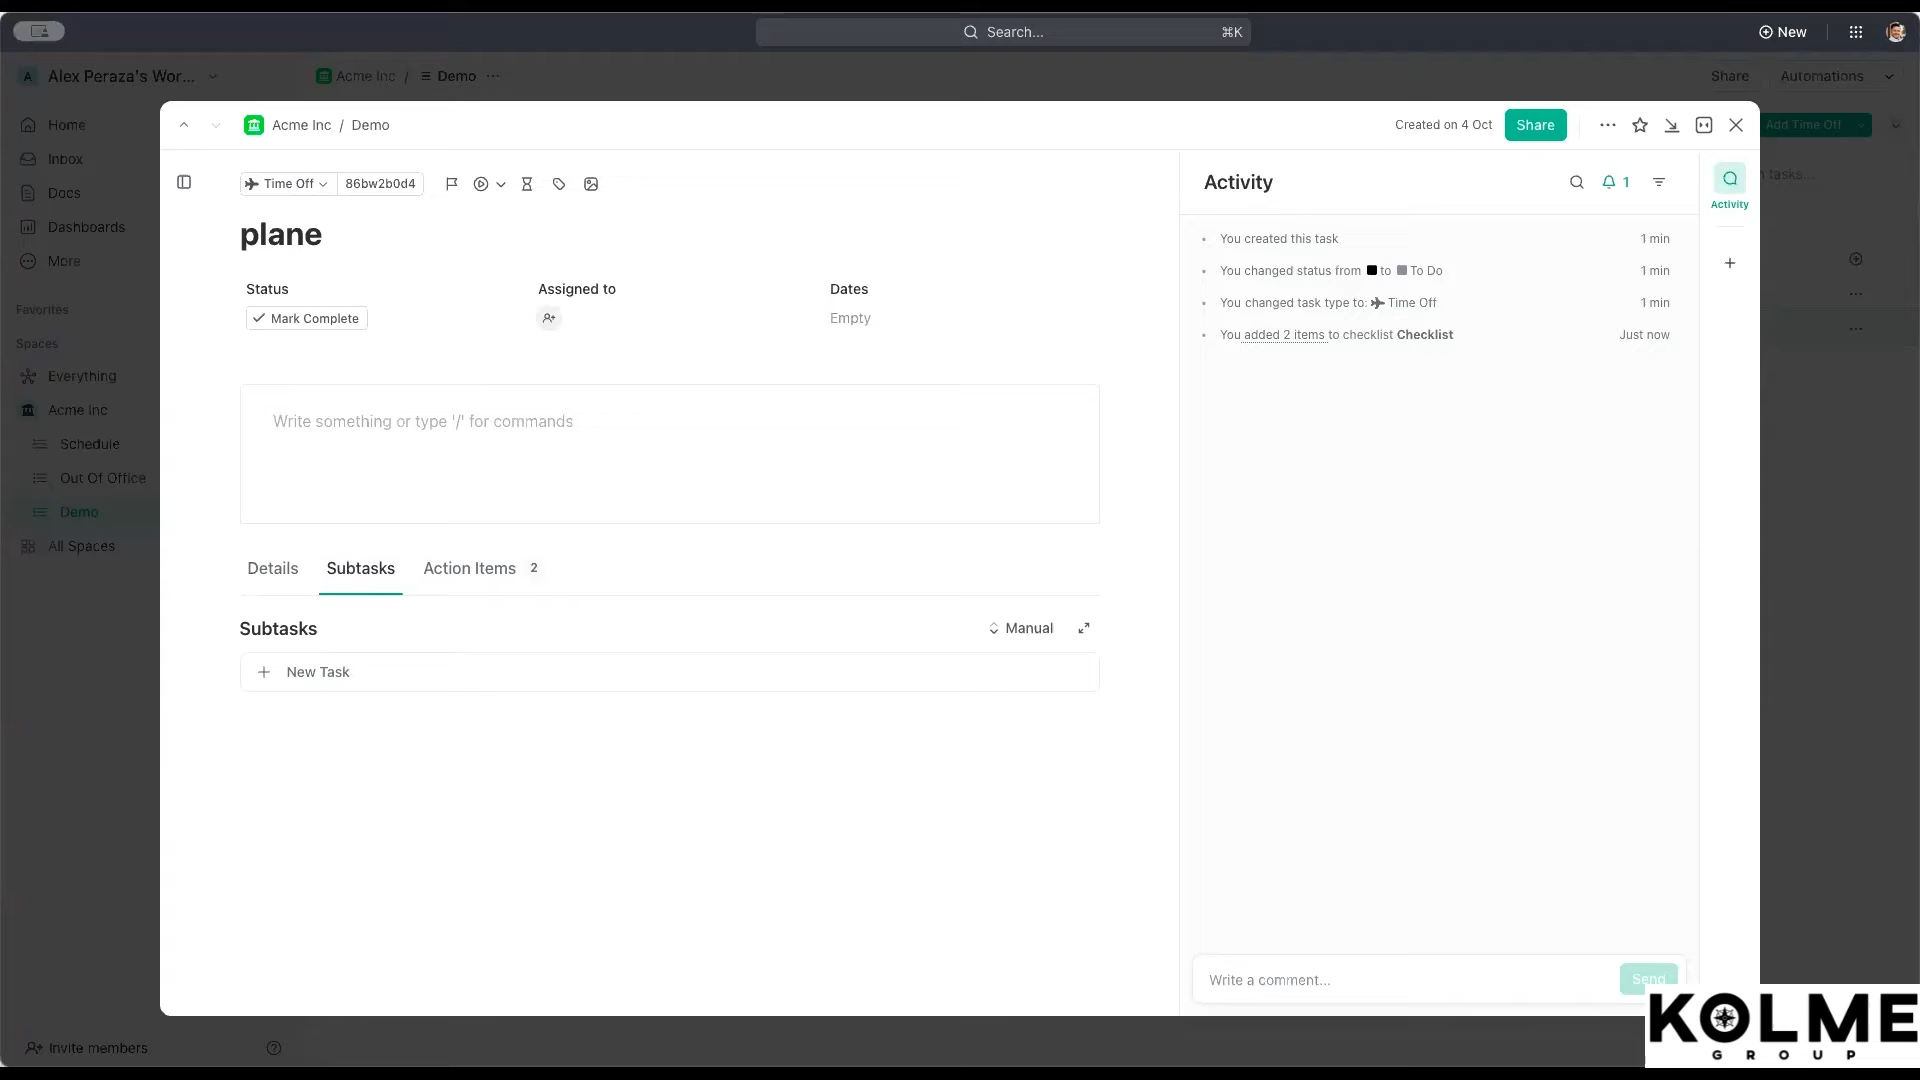 Search...
⌘K
New
A Alex Peraza's Wor...
Acme Inc / Demo ...
Share
Automations
Home
Inbox
Docs
Dashboards
More
Favorites
Spaces
Everything
Acme Inc
Schedule
Out Of Office
Demo
All Spaces
Invite members
Add Time Off
tasks...
Acme Inc / Demo
Created on 4 Oct
Share
Time Off
86bw2b0d4
plane
Status
Mark Complete
Assigned to
Dates
Empty
Write something or type '/' for commands
Details
Subtasks
Action Items 2
Subtasks
Manual
New Task
Activity
1
You created this task
1 min
You changed status from to To Do
1 min
You changed task type to: Time Off
1 min
You added 2 items to checklist Checklist
Just now
Write a comment...
Send
Activity
KOLME
GROUP